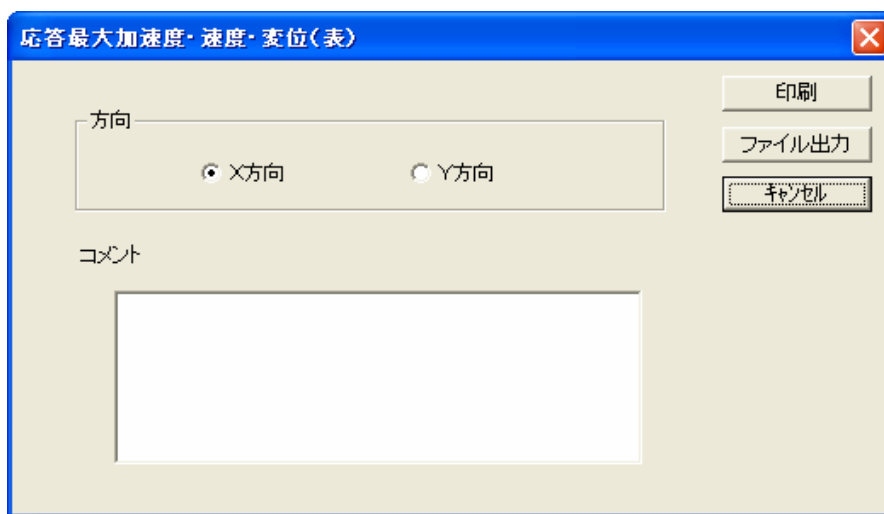 応答最大加速度・速度・変位(表)
方向
X方向
Y方向
印刷
ファイル出力
キャンセル
コメント